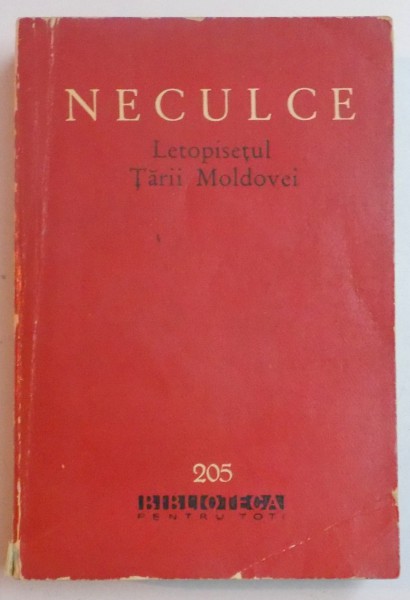 NECULCE
Letopisețul
Țării Moldovei
205
BIBLIOTECA
PENTRU TOȚI